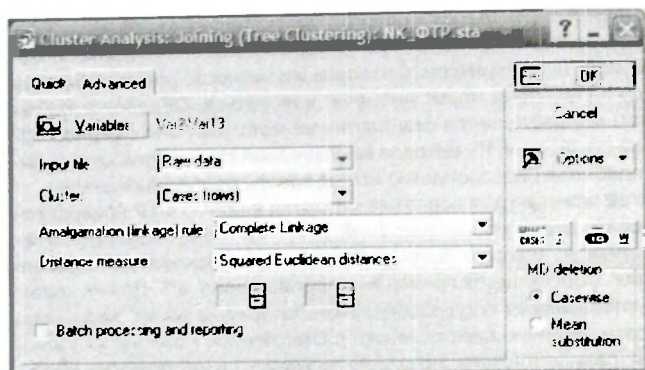 Cluster Analysis: Joining (Tree Clustering): NK_ФТР.sta
? _
Quick Advanced
OK
Variables Var2-Var13
Cancel
Input file Raw data
Options
Cluster Cases (rows)
Amalgamation (linkage) rule Complete Linkage
Distance measure Squared Euclidean distances
MD deletion
Casewise
Batch processing and reporting
Mean
substitution